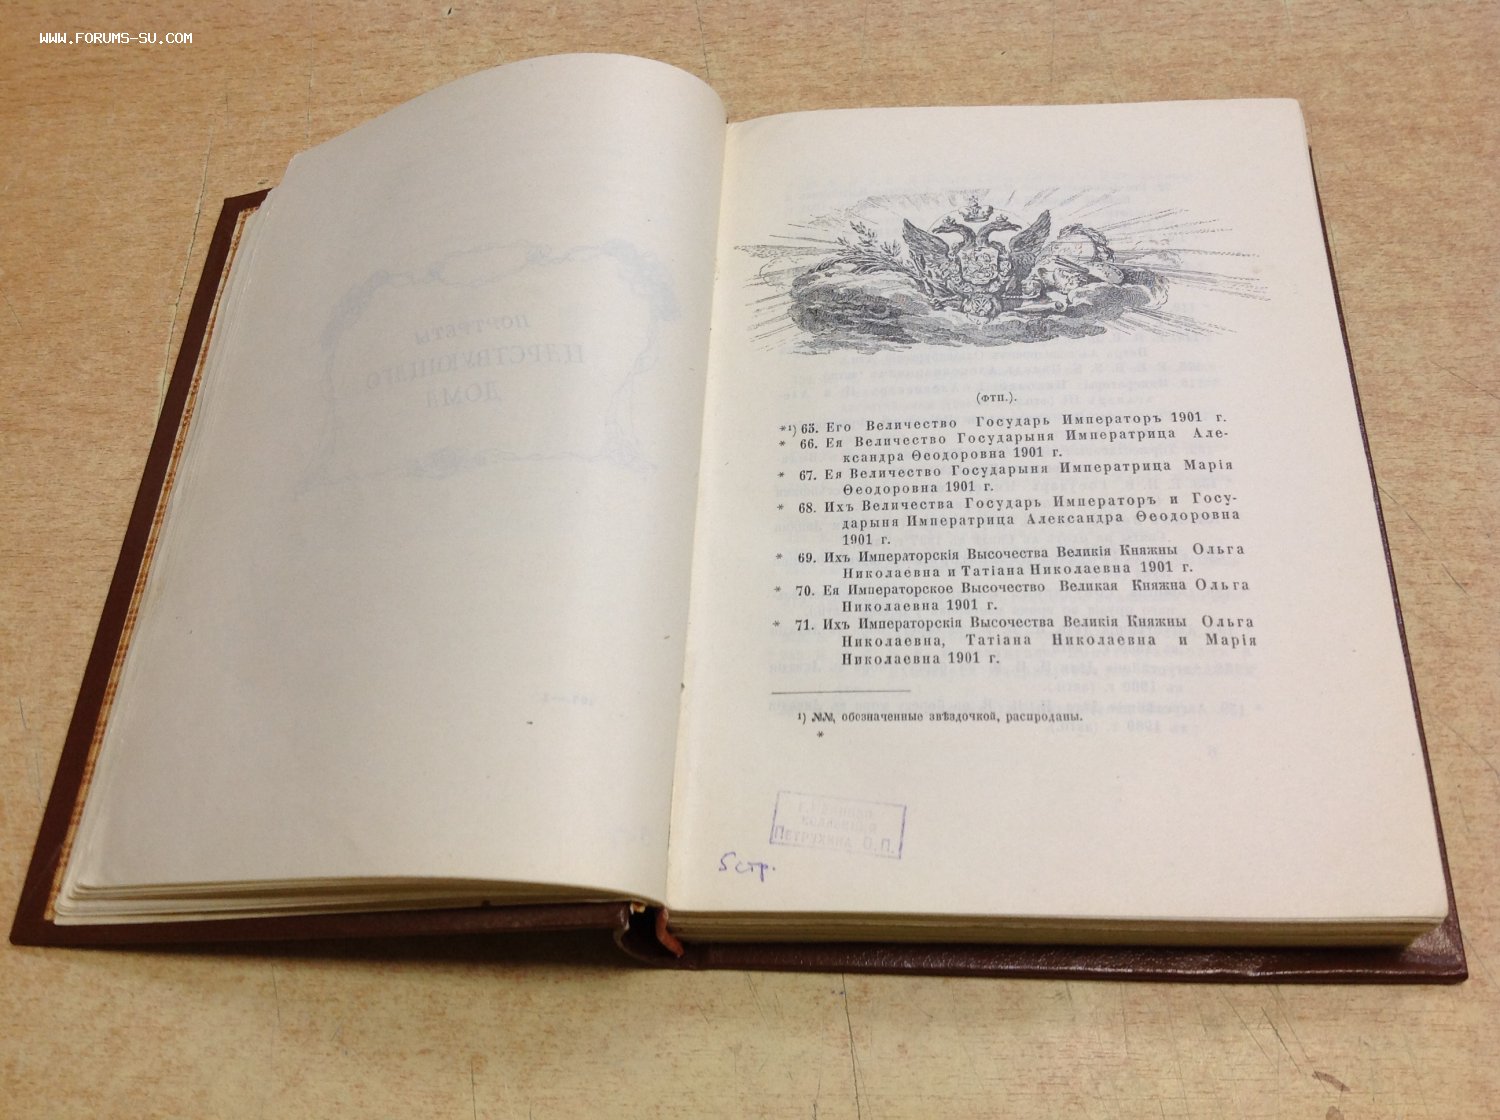 WWW.FORUMS-SU.COM
ПОРТРЕТЫ
ЦАРСТВУЮЩАГО
ДОМА
(ФТП.).
*¹) 65. Его Величество Государь Императоръ 1901 г.
* 66. Ея Величество Государыня Императрица Але-
ксандра Ѳеодоровна 1901 г.
* 67. Ея Величество Государыня Императрица Марія
Ѳеодоровна 1901 г.
* 68. Ихъ Величества Государь Императоръ и Госу-
дарыня Императрица Александра Ѳеодоровна
1901 г.
* 69. Ихъ Императорскія Высочества Великія Княжны Ольга
Николаевна и Татіана Николаевна 1901 г.
* 70. Ея Императорское Высочество Великая Княжна Ольга
Николаевна 1901 г.
* 71. Ихъ Императорскія Высочества Великія Княжны Ольга
Николаевна, Татіана Николаевна и Марія
Николаевна 1901 г.
¹) №№, обозначенные звѣздочкой, распроданы.
*
ПЕТРУХИНА О.П.
5 стр.